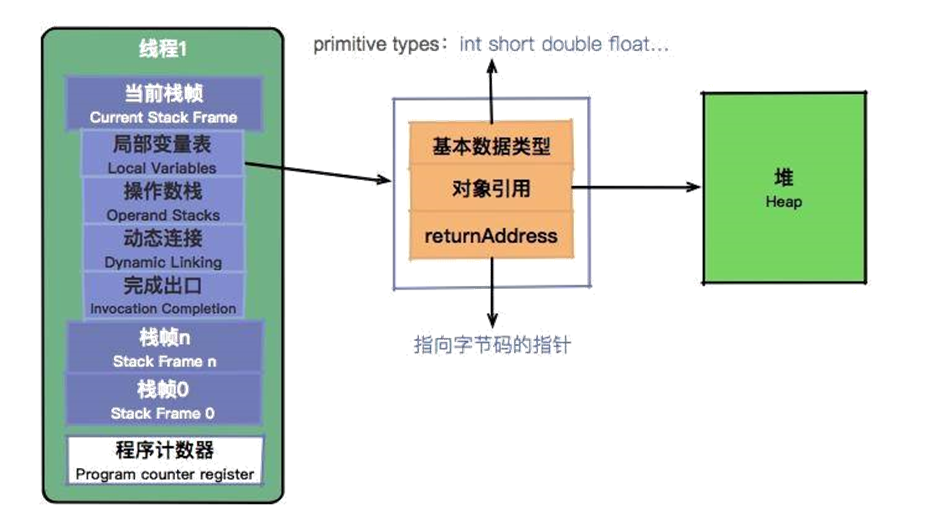 线程1
当前栈帧
Current Stack Frame
局部变量表
Local Variables
操作数栈
Operand Stacks
动态连接
Dynamic Linking
完成出口
Invocation Completion
栈帧n
Stack Frame n
栈帧0
Stack Frame 0
程序计数器
Program counter register
primitive types：int short double float...
基本数据类型
对象引用
returnAddress
指向字节码的指针
堆
Heap